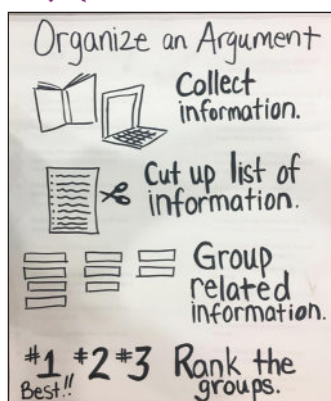 Organize an Argument
Collect
information.
Cut up list of
information.
Group
related
information.
#1 #2 #3 Rank the
Best!! groups.